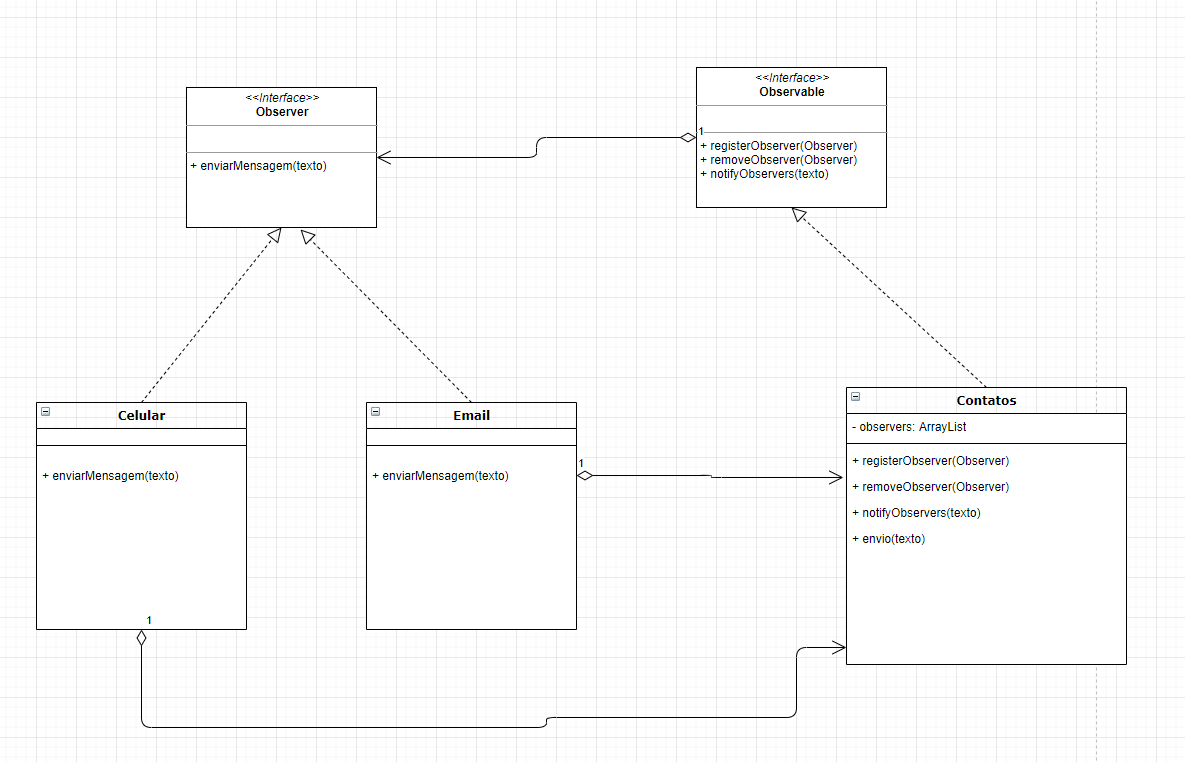 <<Interface>>
Observer
+ enviarMensagem(texto)
<<Interface>>
Observable
1
+ registerObserver(Observer)
+ removeObserver(Observer)
+ notifyObservers(texto)
Celular
+ enviarMensagem(texto)
1
Email
+ enviarMensagem(texto)
1
Contatos
- observers: ArrayList
+ registerObserver(Observer)
+ removeObserver(Observer)
+ notifyObservers(texto)
+ envio(texto)